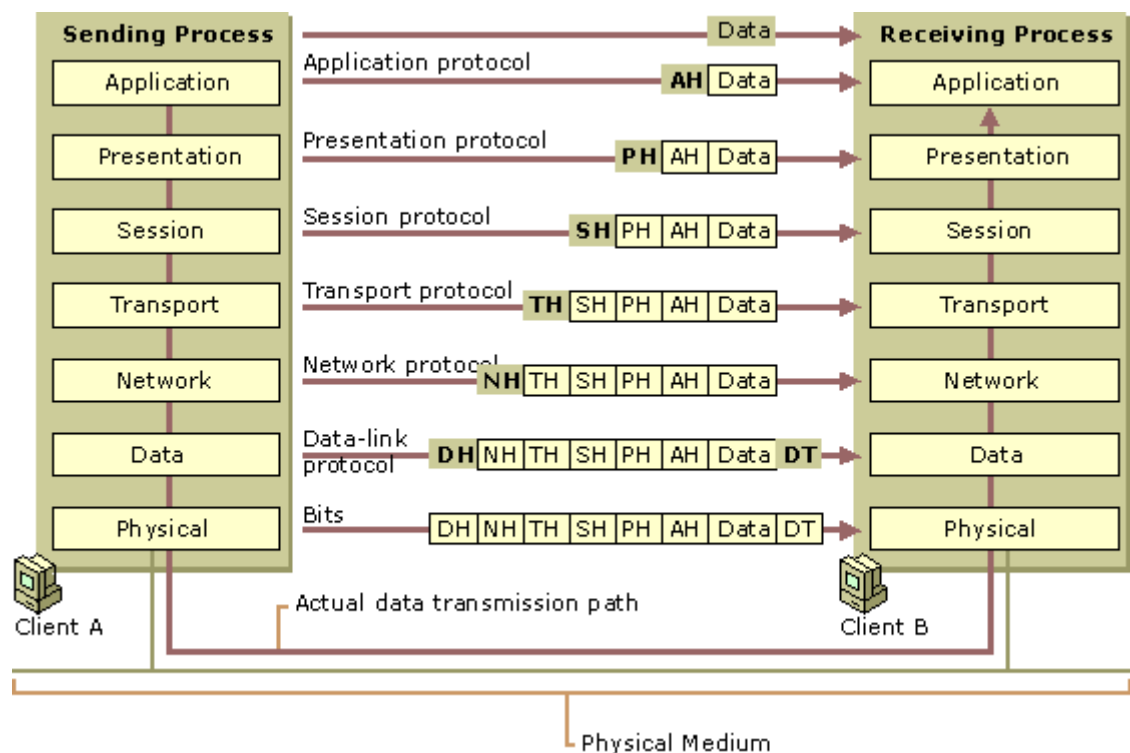 Sending Process
Data
Receiving Process
Application protocol
Application
AH Data
Application
Presentation protocol
Presentation
PH AH Data
Presentation
Session protocol
Session
SH PH AH Data
Session
Transport protocol
Transport
TH SH PH AH Data
Transport
Network protocol
Network
NH TH SH PH AH Data
Network
Data-link
protocol
Data
DH NH TH SH PH AH Data DT
Data
Bits
Physical
DH NH TH SH PH AH Data DT
Physical
Actual data transmission path
Client A
Client B
Physical Medium